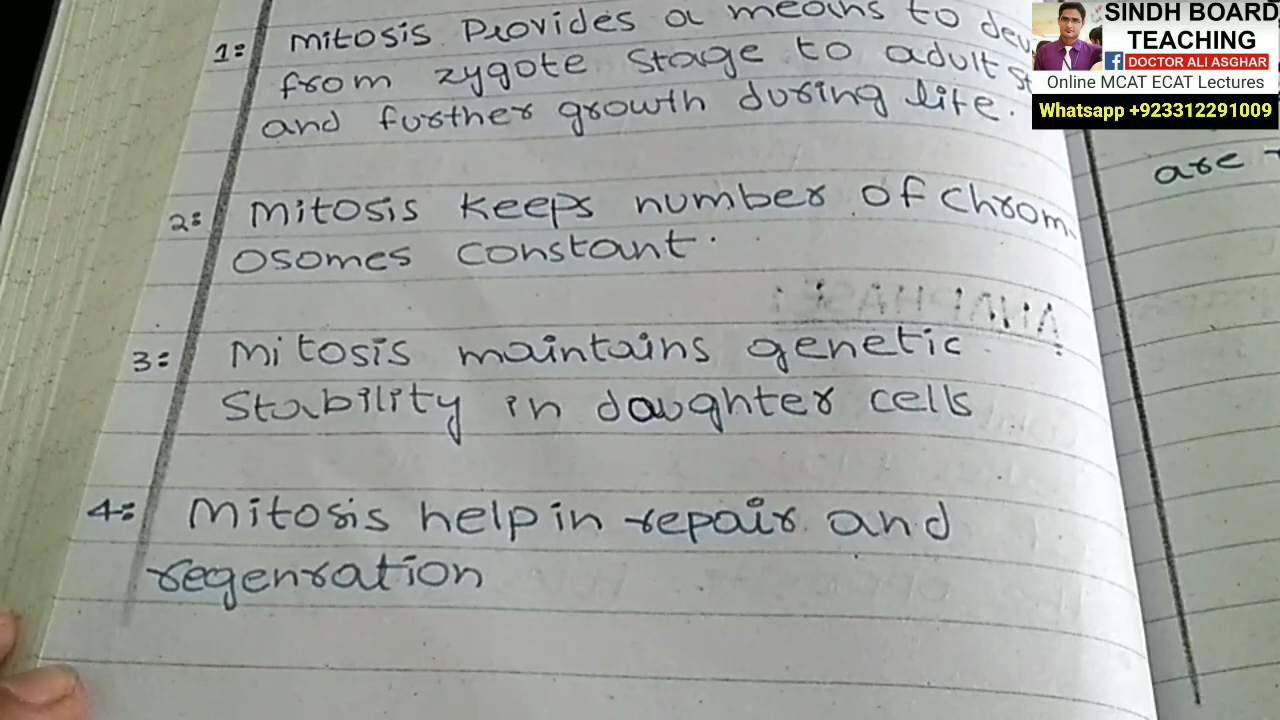 1: mitosis Provides a means to dev
from zygote stage to adult st
and further growth during life.
2: mitosis keeps number of chrom
osomes constant.
3: mitosis maintains genetic
stability in daughter cells
4: mitosis help in repair and
regenration
are
SINDH BOARD
TEACHING
f DOCTOR ALI ASGHAR
Online MCAT ECAT Lectures
Whatsapp +923312291009